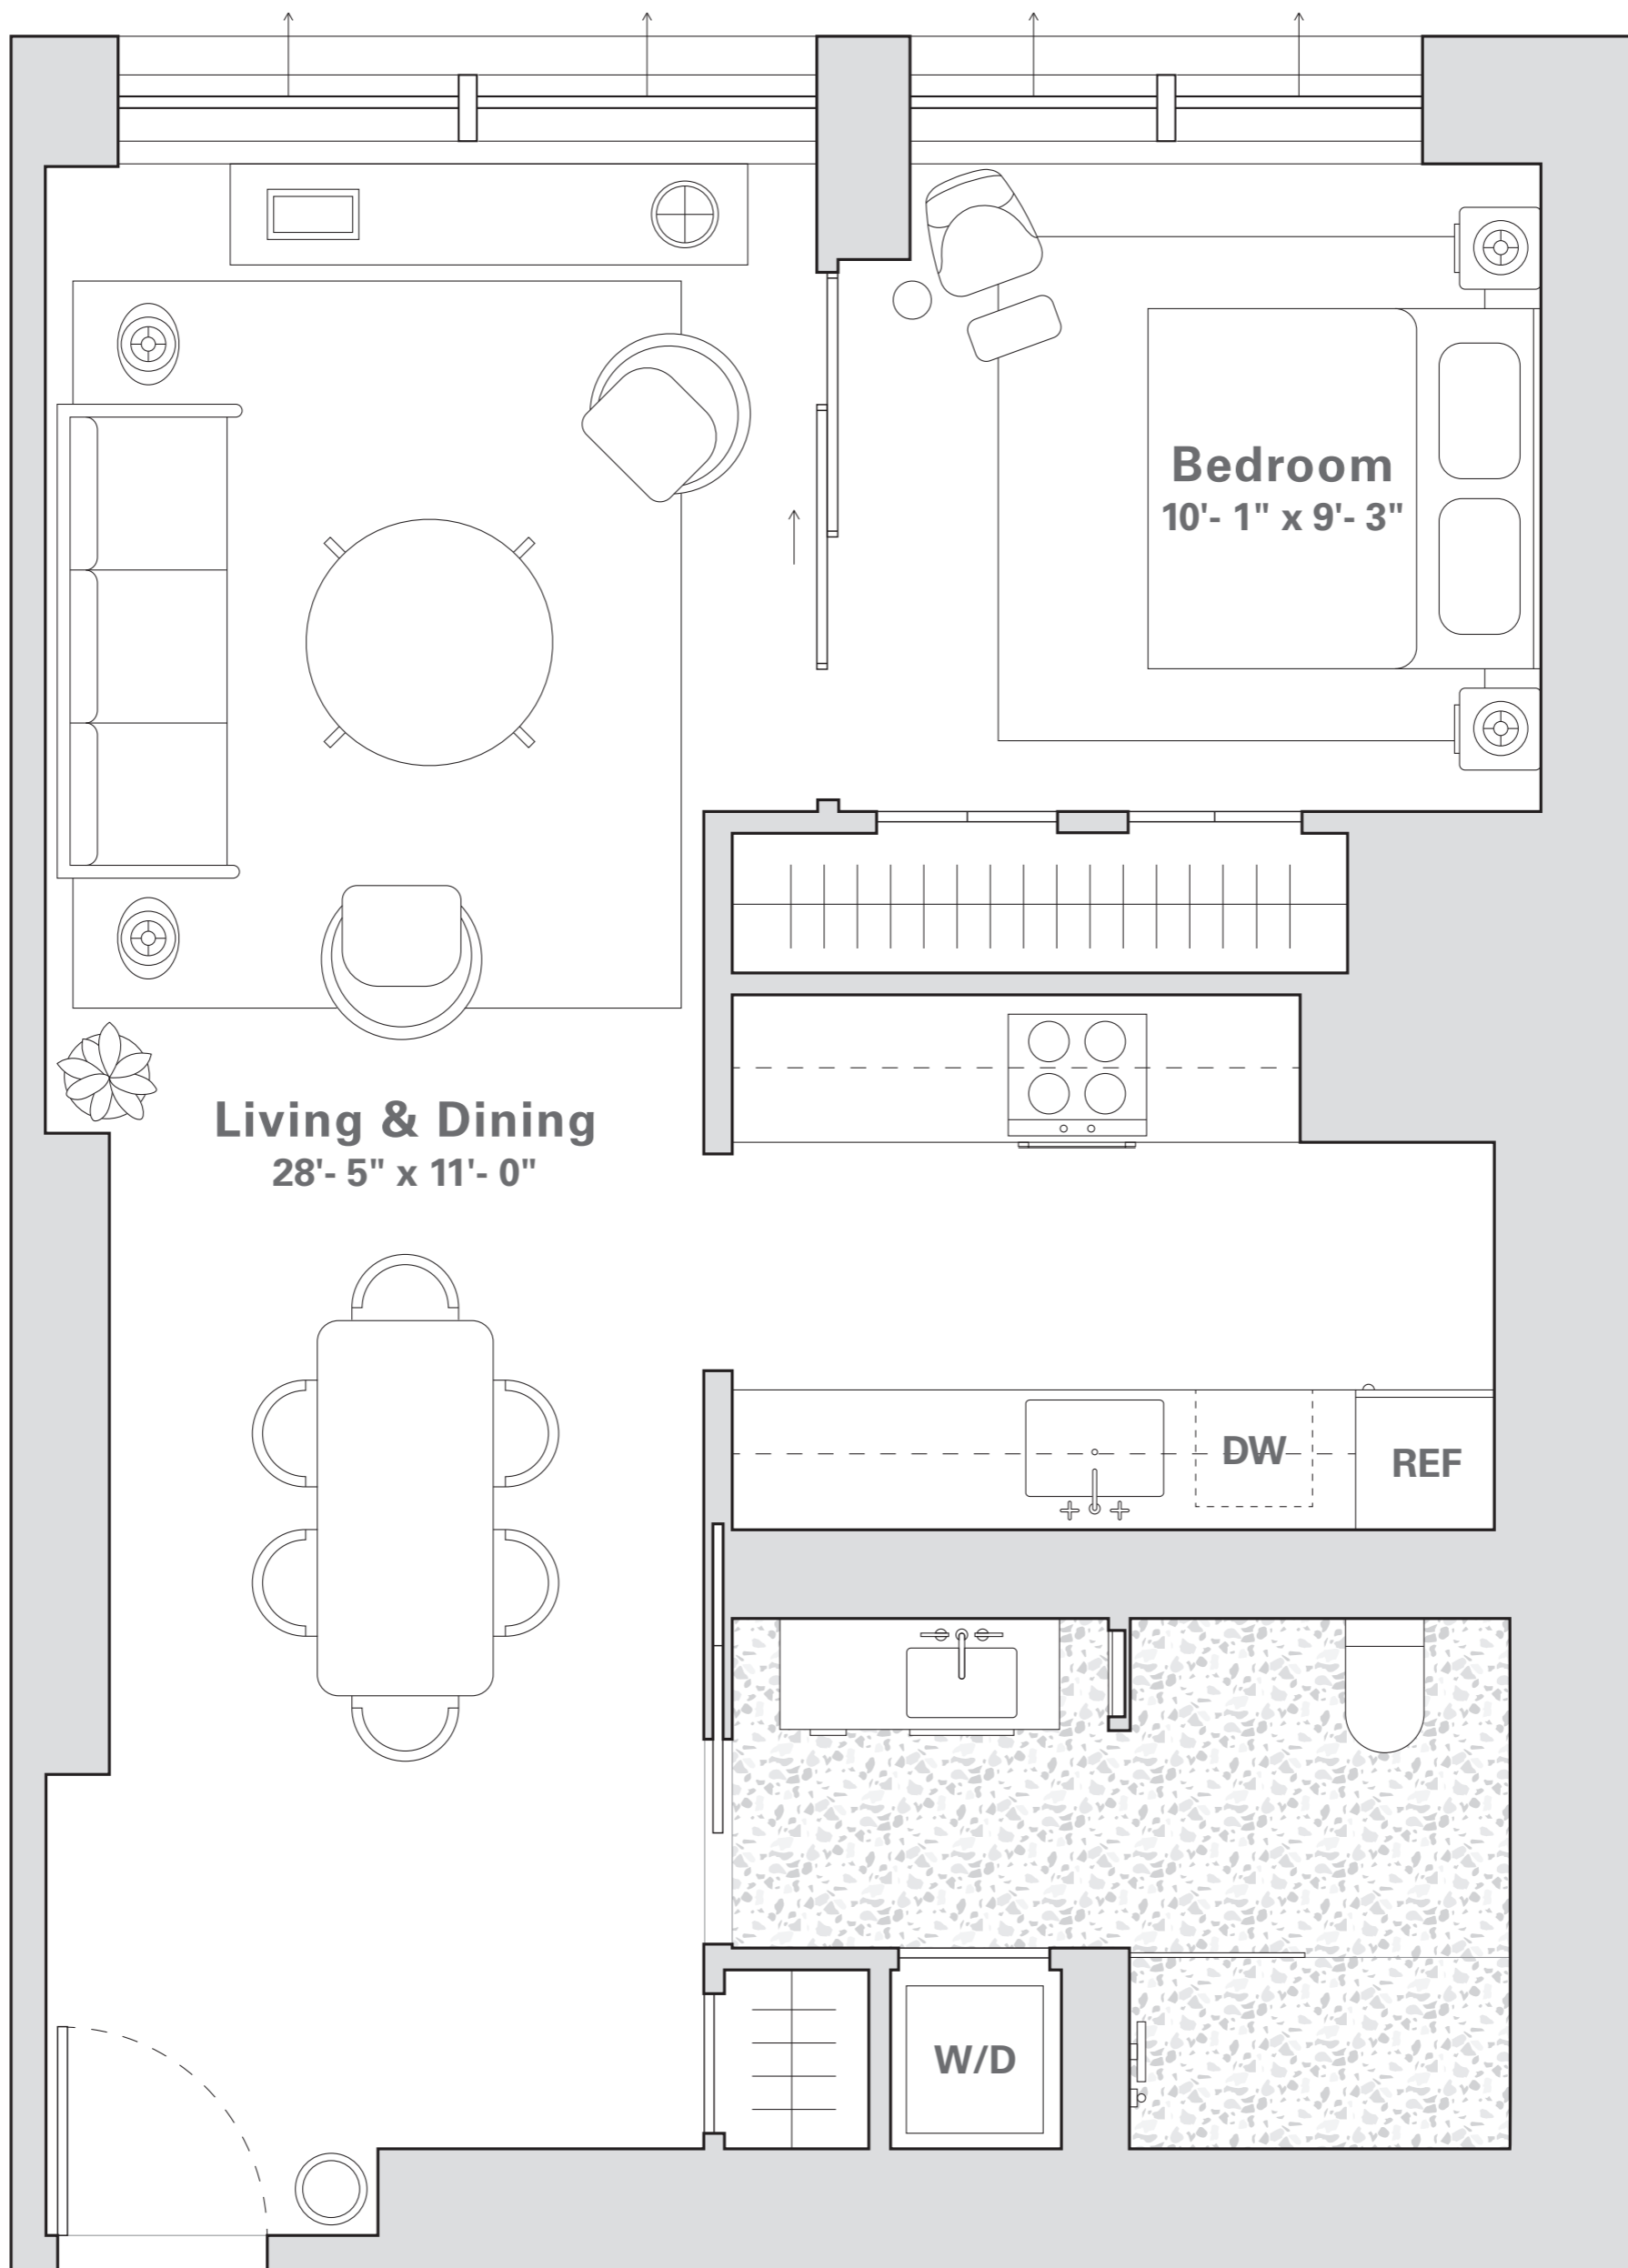 Bedroom
10'- 1" x 9'- 3"
Living & Dining
28'- 5" x 11'- 0"
DW
REF
W/D